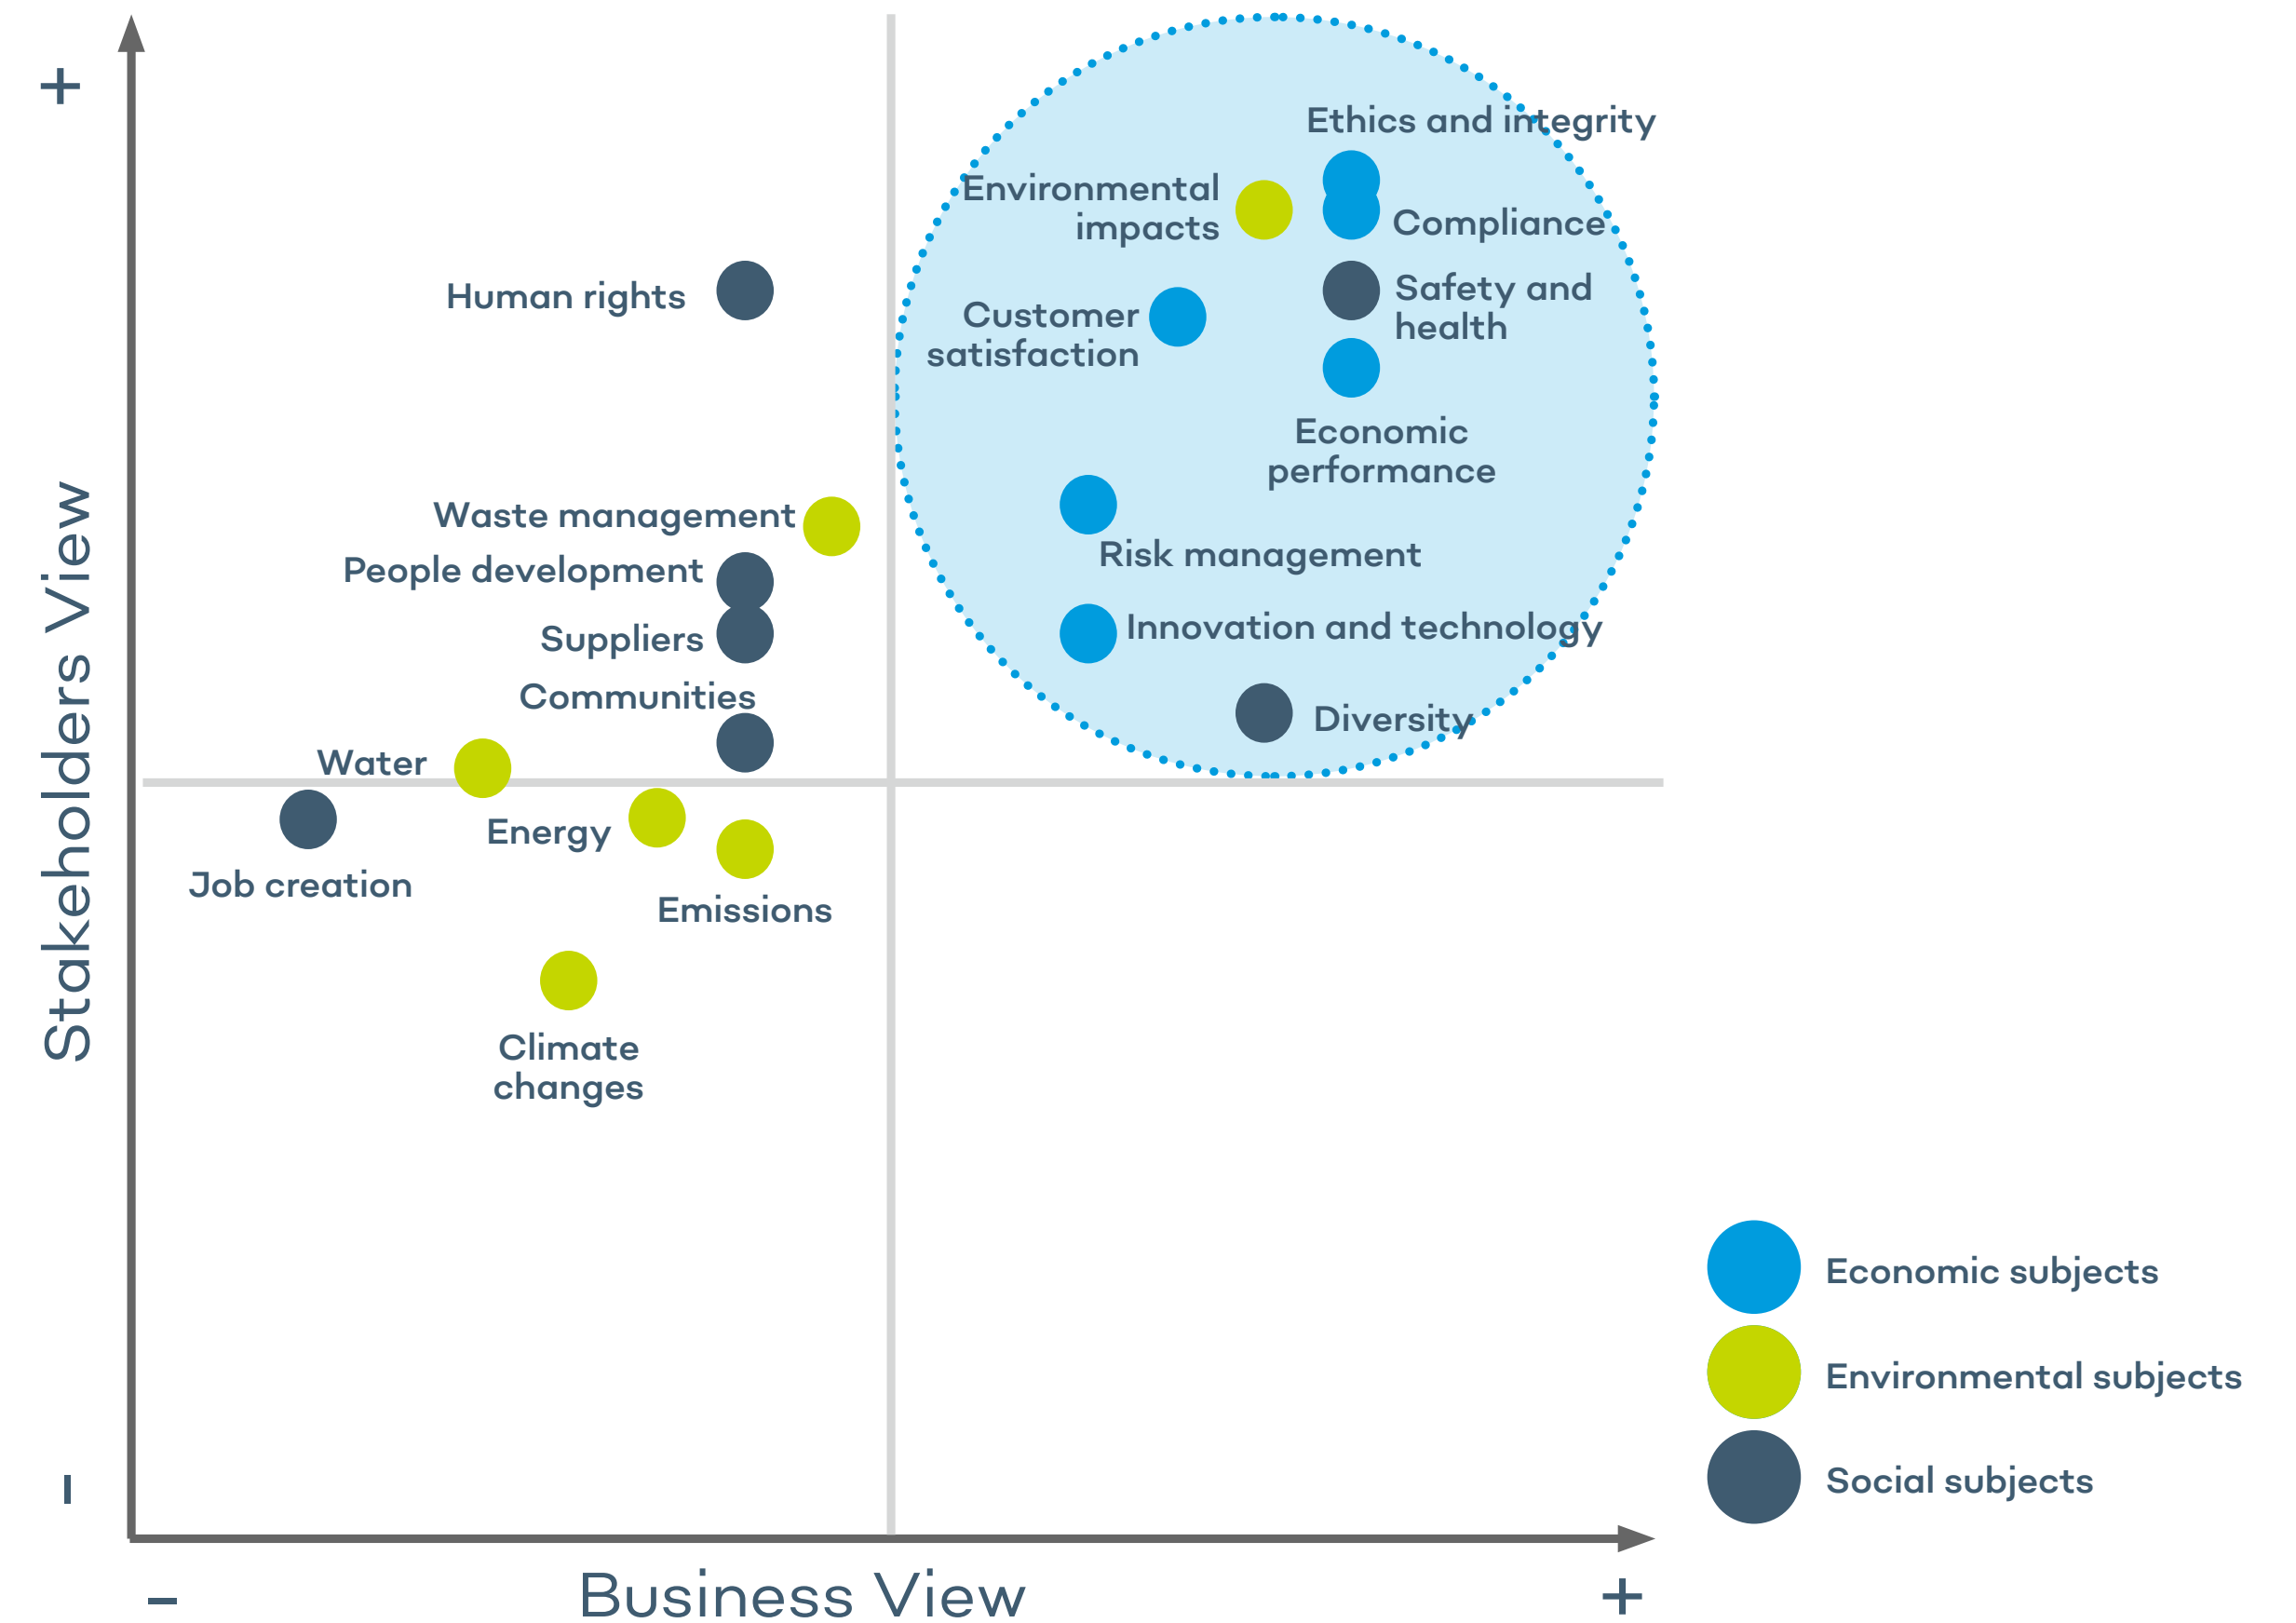 +
Ethics and integrity
Environmental
impacts
Compliance
Human rights
Safety and
health
Customer
satisfaction
Economic
performance
Waste management
People development
Risk management
Suppliers
Innovation and technology
Communities
Diversity
Water
Energy
Job creation
Emissions
Climate
changes
Stakeholders View
Economic subjects
Environmental subjects
Social subjects
–
–
Business View
+